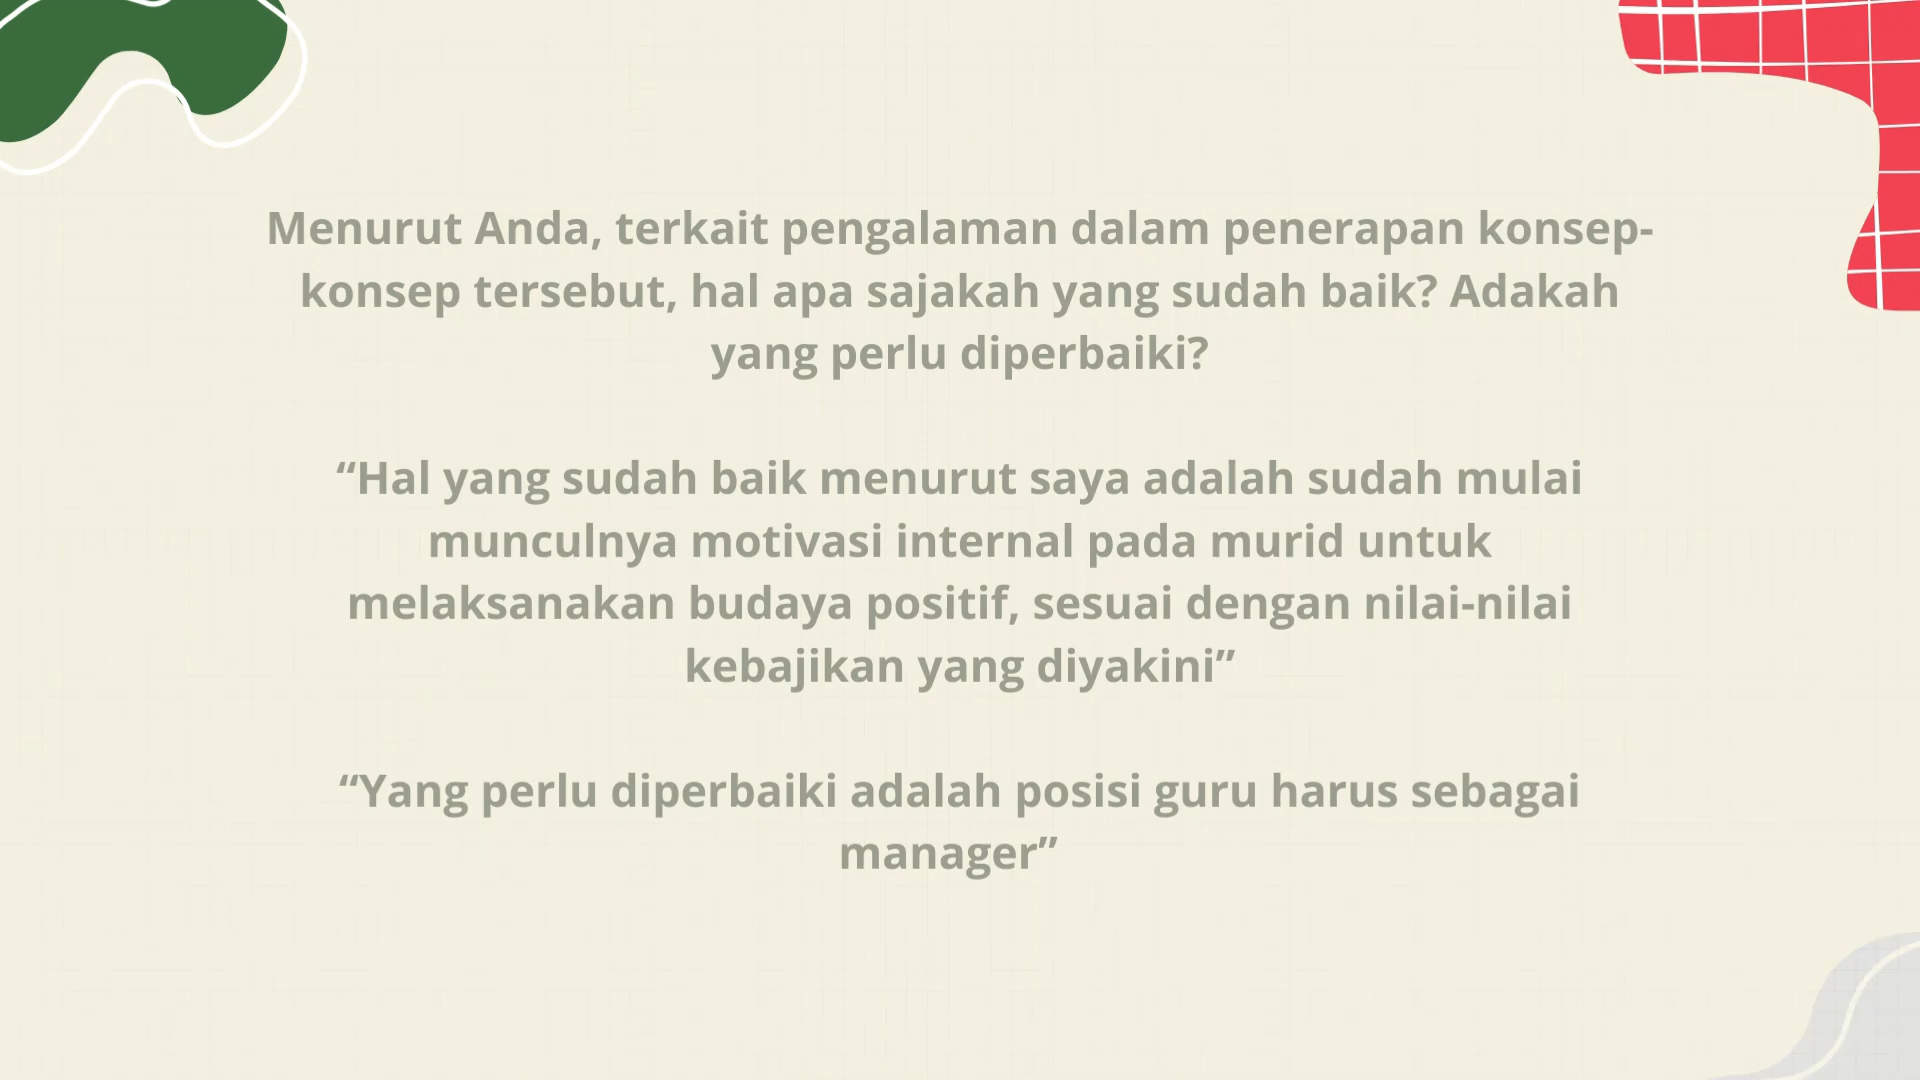 Menurut Anda, terkait pengalaman dalam penerapan konsep-
konsep tersebut, hal apa sajakah yang sudah baik? Adakah
yang perlu diperbaiki?
“Hal yang sudah baik menurut saya adalah sudah mulai
munculnya motivasi internal pada murid untuk
melaksanakan budaya positif, sesuai dengan nilai-nilai
kebajikan yang diyakini”
“Yang perlu diperbaiki adalah posisi guru harus sebagai
manager”